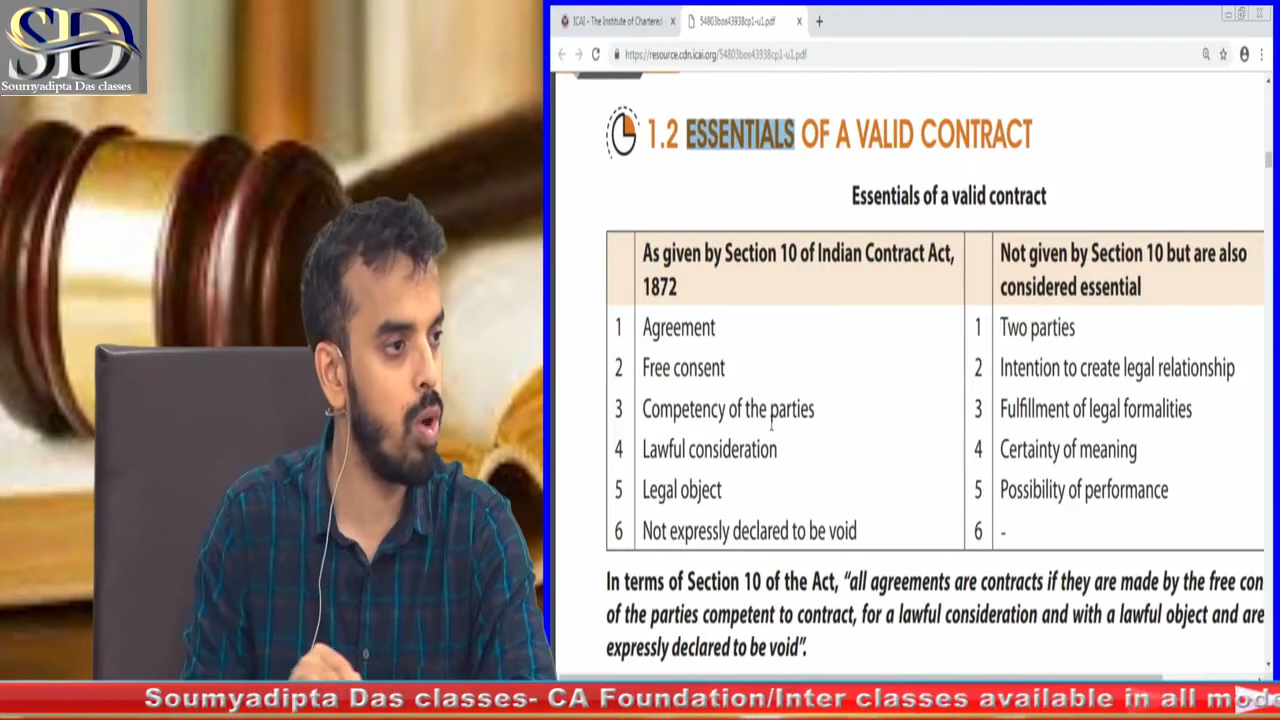 SJD
Soumyadipta Das classes
ICAI - The Institute of Chartered
54803bos43938cp1-u1.pdf
https://resource.cdn.icai.org/54803bos43938cp1-u1.pdf
1.2 ESSENTIALS OF A VALID CONTRACT
Essentials of a valid contract
As given by Section 10 of Indian Contract Act, 1872
Not given by Section 10 but are also considered essential
1 Agreement 1 Two parties
2 Free consent 2 Intention to create legal relationship
3 Competency of the parties 3 Fulfillment of legal formalities
4 Lawful consideration 4 Certainty of meaning
5 Legal object 5 Possibility of performance
6 Not expressly declared to be void 6 -
In terms of Section 10 of the Act, “all agreements are contracts if they are made by the free con
of the parties competent to contract, for a lawful consideration and with a lawful object and are
expressly declared to be void”.
Soumyadipta Das classes- CA Foundation/Inter classes available in all mode